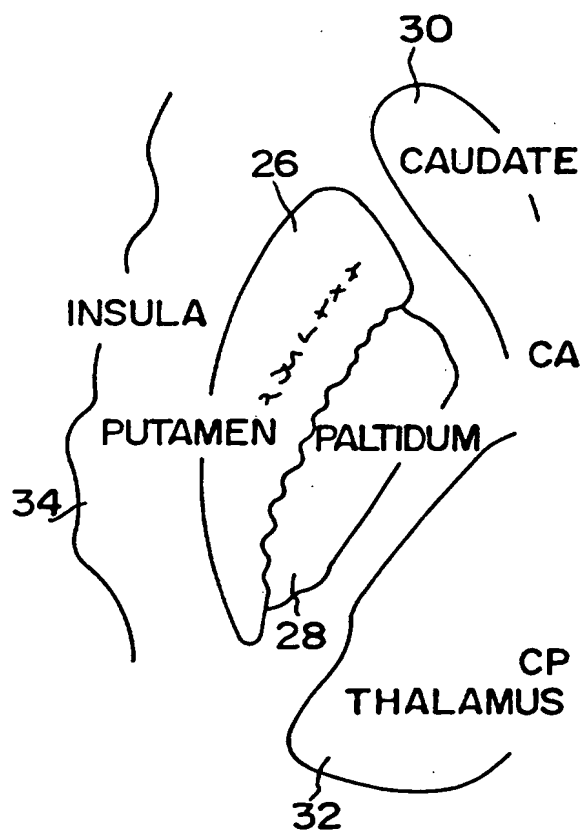 30
CAUDATE
26
INSULA
CA
PUTAMEN PALTIDUM
34
28
CP
THALAMUS
32